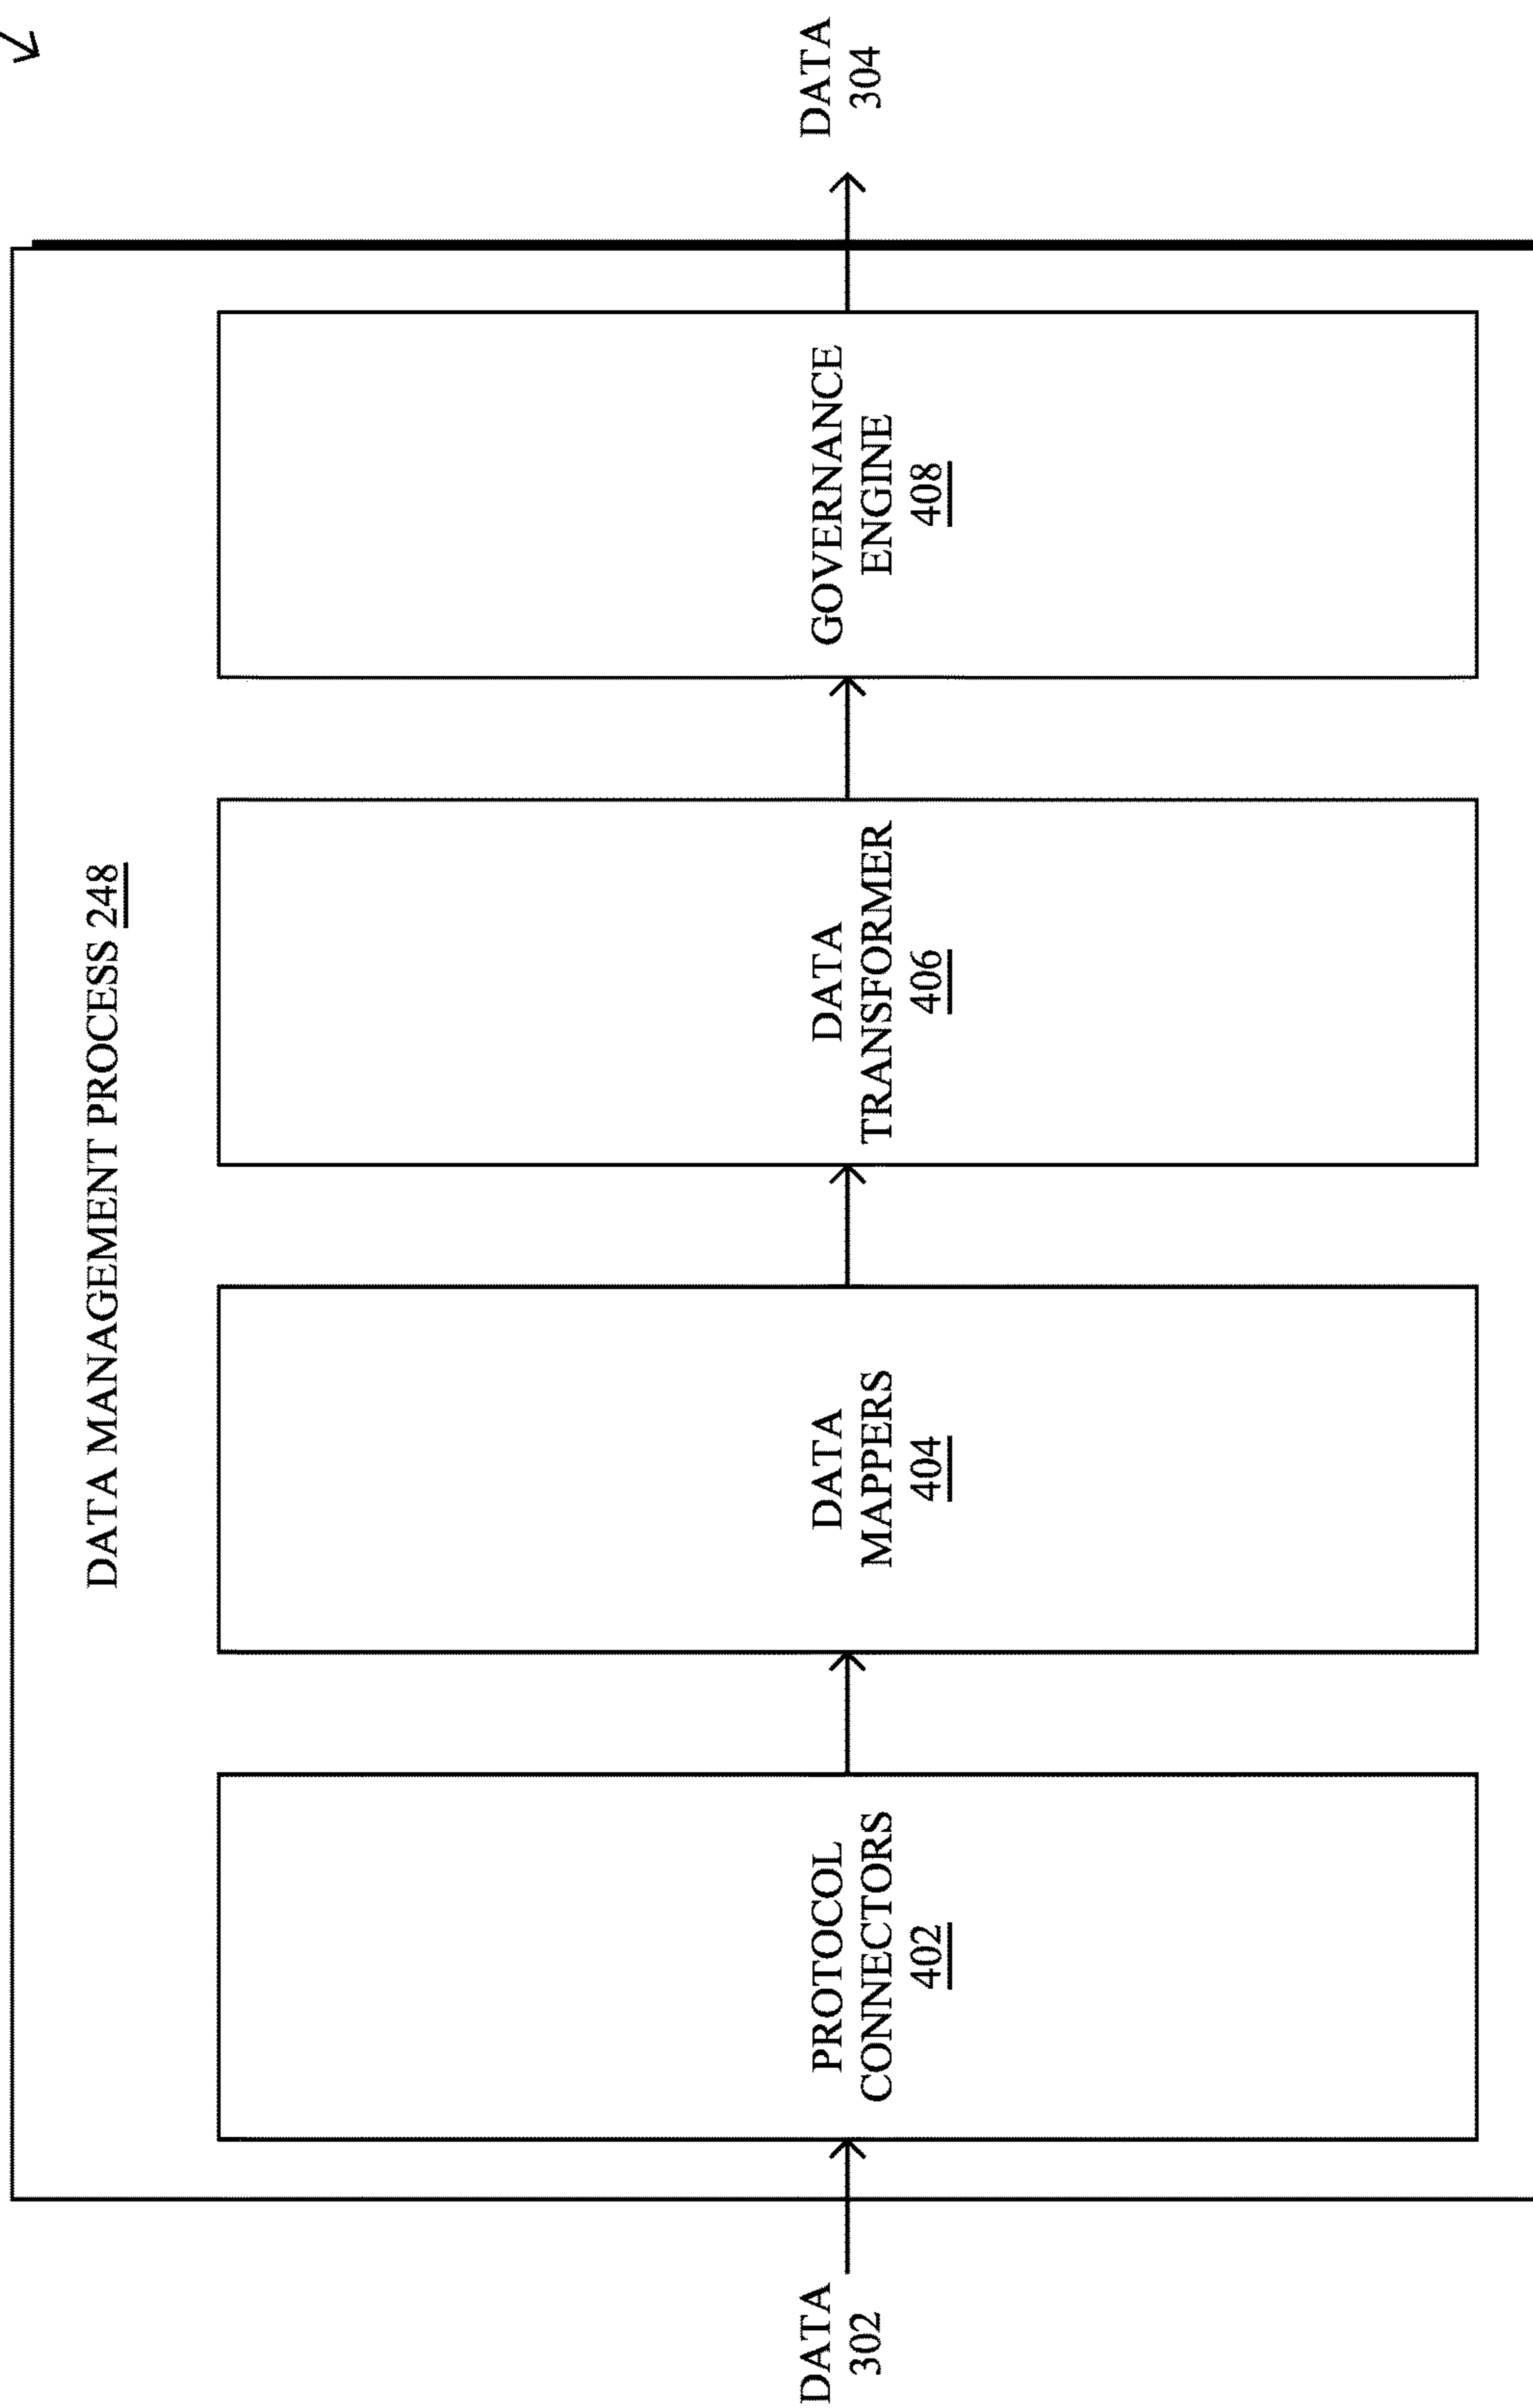 DATA MANAGEMENT PROCESS 248
DATA
302
PROTOCOL
CONNECTORS
402
DATA
MAPPERS
404
DATA
TRANSFORMER
406
GOVERNANCE
ENGINE
408
DATA
304